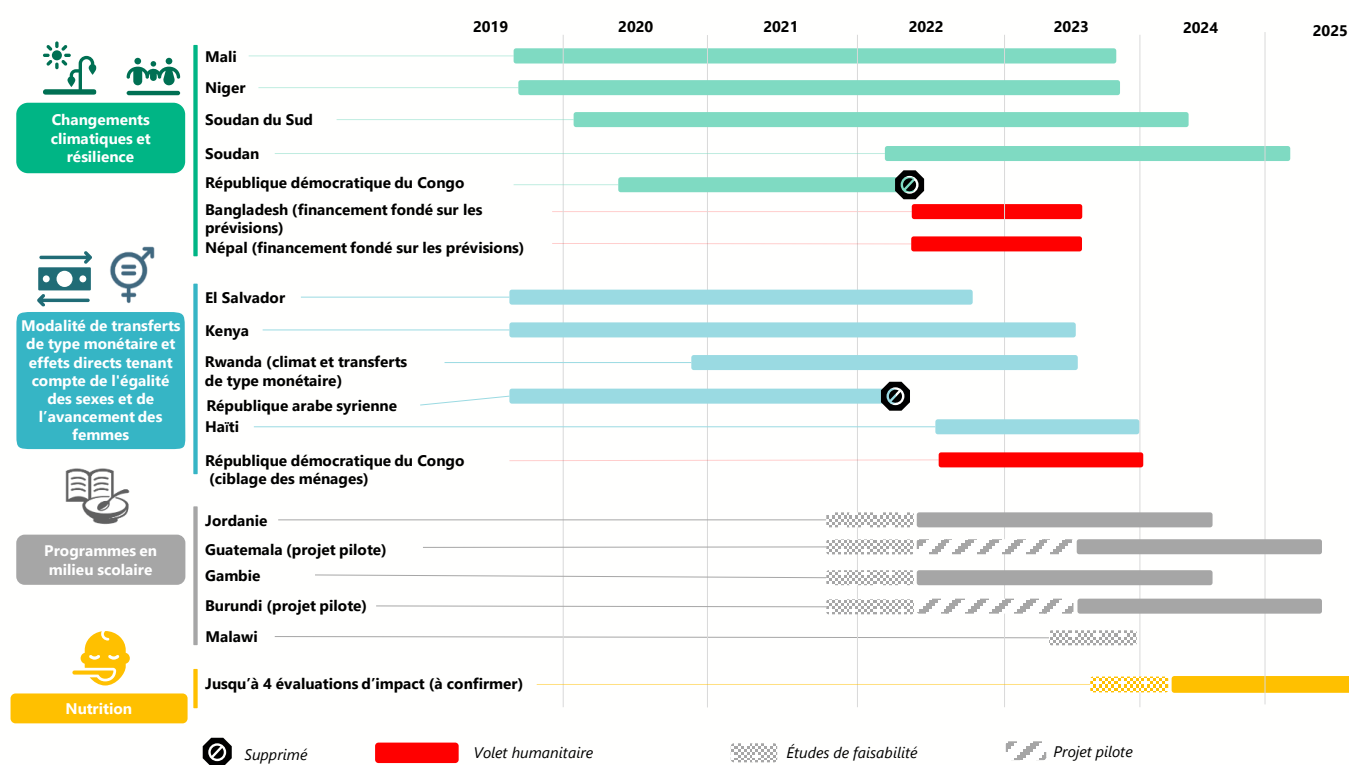 2019 2020 2021 2022 2023 2024 2025
Changements
climatiques et
résilience
Mali
Niger
Soudan du Sud
Soudan
République démocratique du Congo
Bangladesh (financement fondé sur les
prévisions)
Népal (financement fondé sur les prévisions)
Modalité de transferts
de type monétaire et
effets directs tenant
compte de l'égalité
des sexes et de
l’avancement des
femmes
El Salvador
Kenya
Rwanda (climat et transferts
de type monétaire)
République arabe syrienne
Haïti
République démocratique du Congo
(ciblage des ménages)
Programmes en
milieu scolaire
Jordanie
Guatemala (projet pilote)
Gambie
Burundi (projet pilote)
Malawi
Nutrition
Jusqu’à 4 évaluations d’impact (à confirmer)
Supprimé
Volet humanitaire
Études de faisabilité
Projet pilote